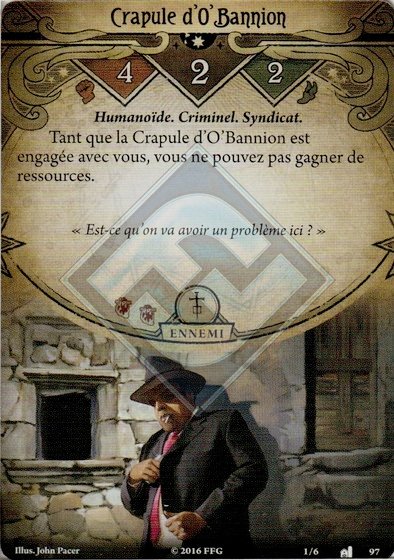 Crapule d'O'Bannion
4 2 2
Humanoïde. Criminel. Syndicat.
Tant que la Crapule d'O'Bannion est
engagée avec vous, vous ne pouvez pas gagner de
ressources.
« Est-ce qu'on va avoir un problème ici ? »
ENNEMI
Illus. John Pacer © 2016 FFG 1/6 97